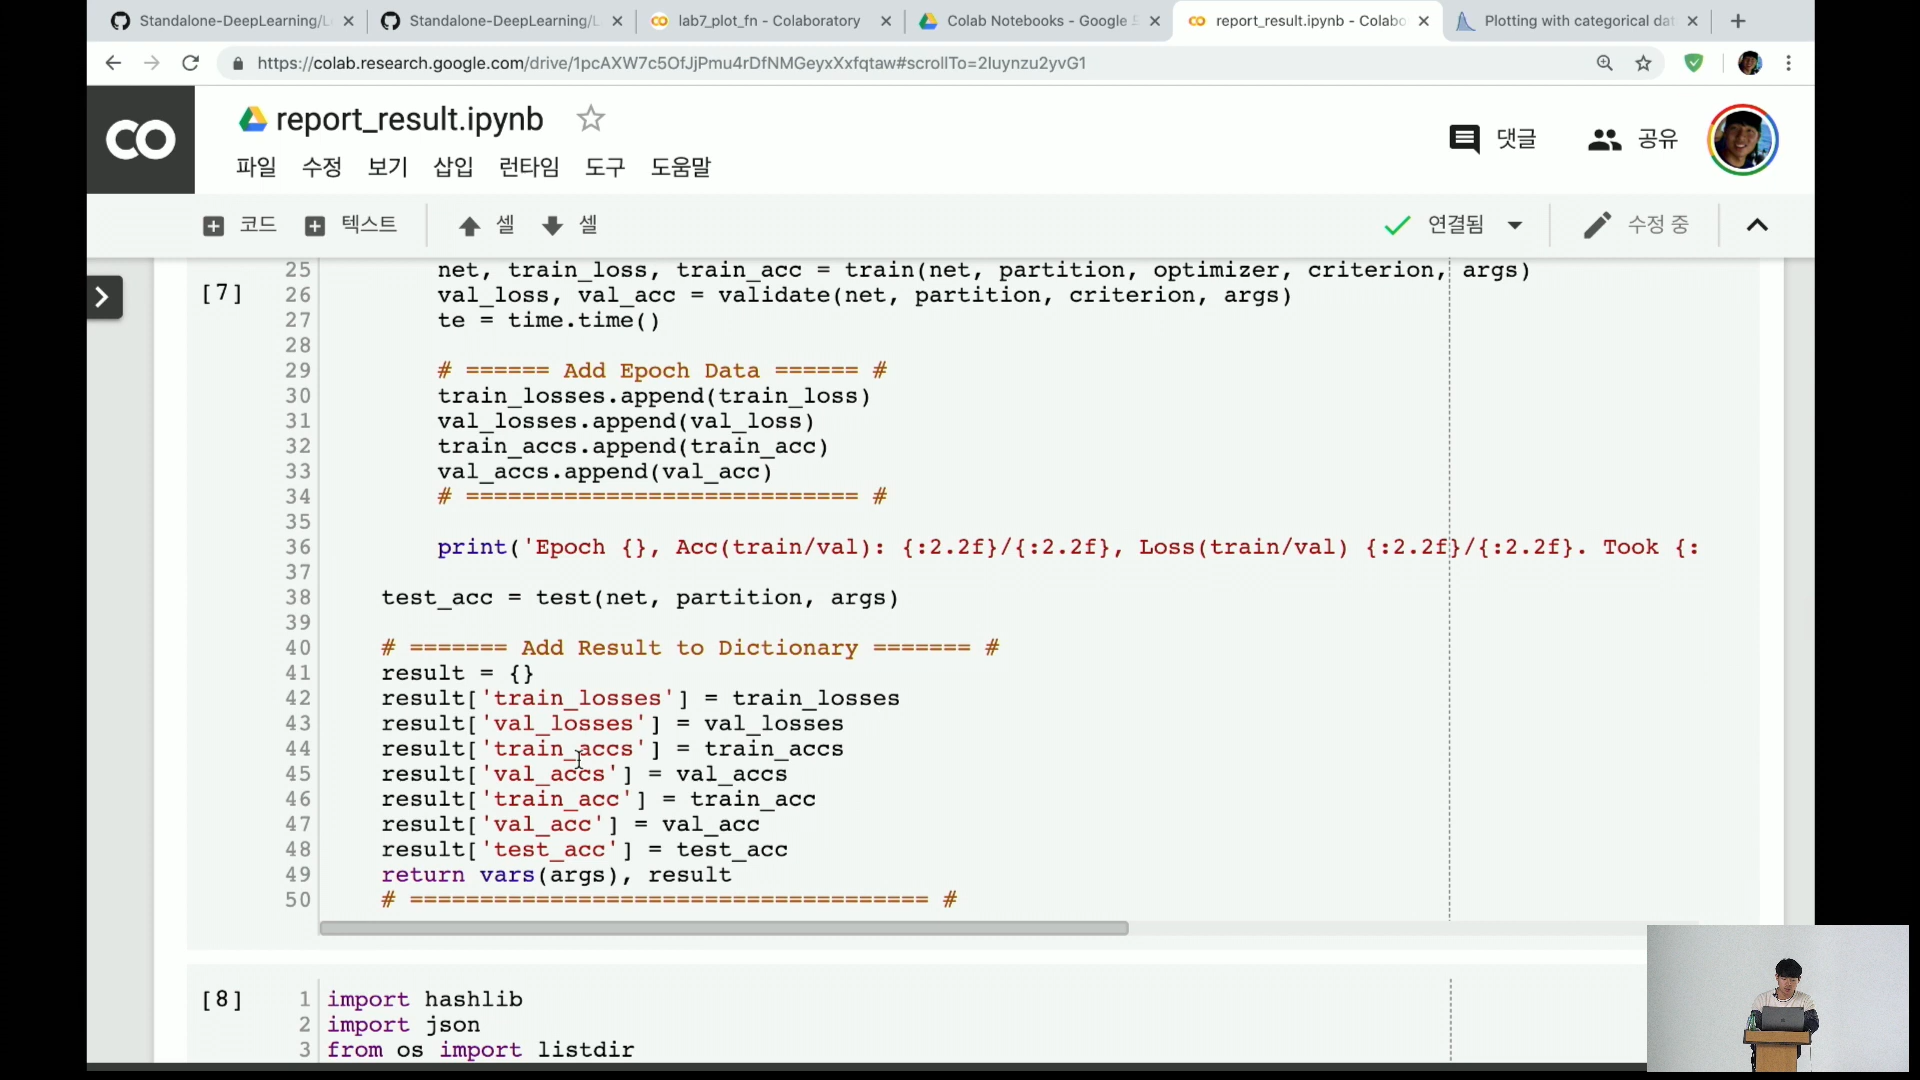 Standalone-DeepLearning/L
Standalone-DeepLearning/L
lab7_plot_fn - Colaboratory
Colab Notebooks - Google
report_result.ipynb - Colabo
Plotting with categorical dat
https://colab.research.google.com/drive/1pcAXW7c5OfJjPmu4rDfNMGeyxXxfqtaw#scrollTo=2Iuynzu2yvG1
CO
report_result.ipynb
댓글
공유
파일 수정 보기 삽입 런타임 도구 도움말
코드 텍스트 셀 셀
연결됨
수정 중
[7]
25 net, train_loss, train_acc = train(net, partition, optimizer, criterion, args)
26 val_loss, val_acc = validate(net, partition, criterion, args)
27 te = time.time()
28
29 # ====== Add Epoch Data ====== #
30 train_losses.append(train_loss)
31 val_losses.append(val_loss)
32 train_accs.append(train_acc)
33 val_accs.append(val_acc)
34 # ============================ #
35
36 print('Epoch {}, Acc(train/val): {:2.2f}/{:2.2f}, Loss(train/val) {:2.2f}/{:2.2f}. Took {:
37
38 test_acc = test(net, partition, args)
39
40 # ======= Add Result to Dictionary ======= #
41 result = {}
42 result['train_losses'] = train_losses
43 result['val_losses'] = val_losses
44 result['train_accs'] = train_accs
45 result['val_accs'] = val_accs
46 result['train_acc'] = train_acc
47 result['val_acc'] = val_acc
48 result['test_acc'] = test_acc
49 return vars(args), result
50 # ===================================== #
[8]
1 import hashlib
2 import json
3 from os import listdir